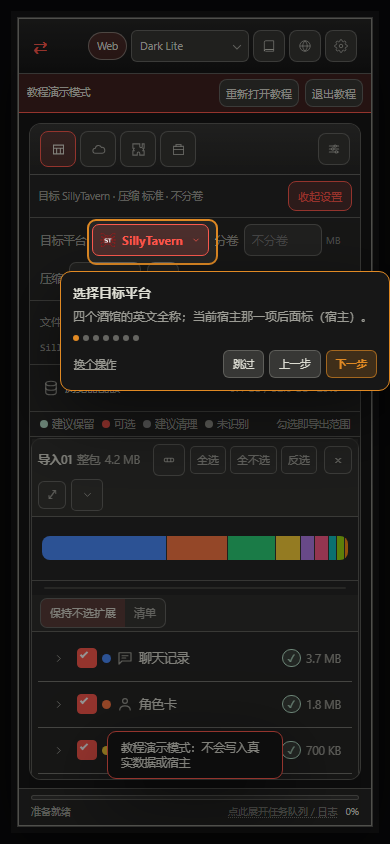 Web Dark Lite
教程演示模式 重新打开教程 退出教程
目标 SillyTavern · 压缩 标准 · 不分卷 收起设置
目标平台 ST SillyTavern 分卷 不分卷 MB
压缩
选择目标平台
四个酒馆的英文全称；当前宿主那一项后面标（宿主）。
换个操作 跳过 上一步 下一步
文件
建议保留 可选 建议清理 未识别 勾选即导出范围
导入01 整包 4.2 MB 全选 全不选 反选 ×
保持不选扩展 清单
聊天记录 3.7 MB
角色卡 1.8 MB
700 KB
教程演示模式：不会写入真
实数据或宿主
准备就绪 点此展开任务队列 / 日志 0%